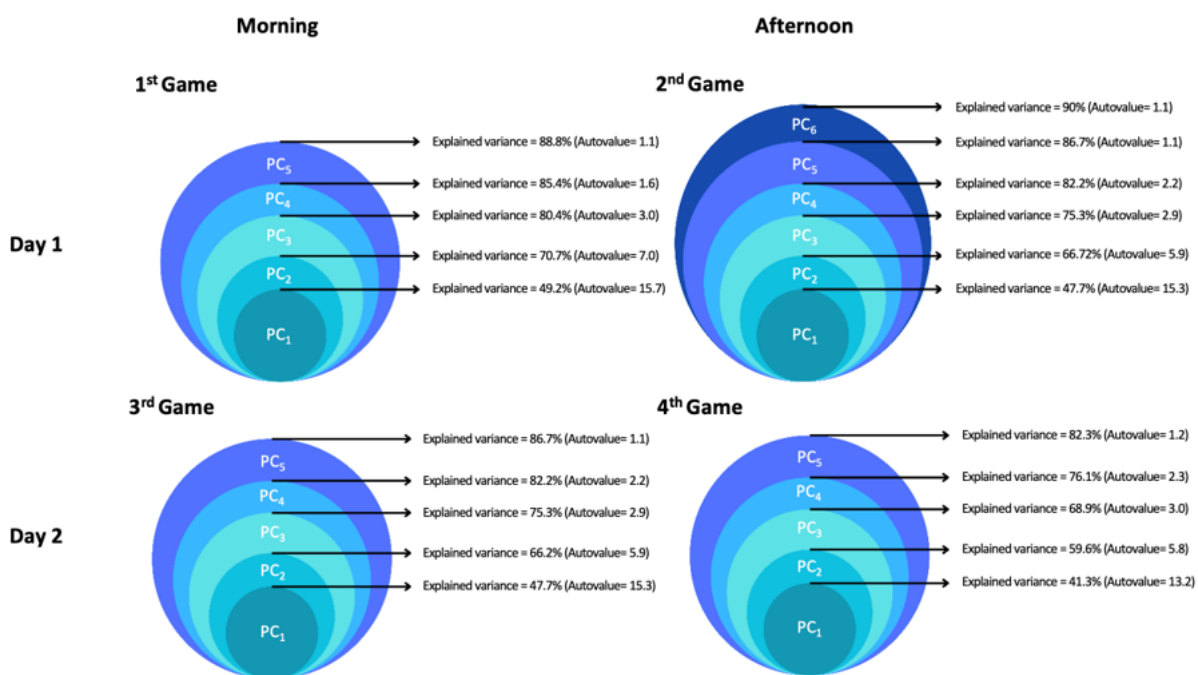 Morning
Afternoon
1st Game
2nd Game
Day 1
Explained variance = 88.8% (Autovalue= 1.1)
PC5
Explained variance = 85.4% (Autovalue= 1.6)
PC4
Explained variance = 80.4% (Autovalue= 3.0)
PC3
Explained variance = 70.7% (Autovalue= 7.0)
PC2
Explained variance = 49.2% (Autovalue= 15.7)
PC1
Explained variance = 90% (Autovalue= 1.1)
PC6
Explained variance = 86.7% (Autovalue= 1.1)
PC5
Explained variance = 82.2% (Autovalue= 2.2)
PC4
Explained variance = 75.3% (Autovalue= 2.9)
PC3
Explained variance = 66.72% (Autovalue= 5.9)
PC2
Explained variance = 47.7% (Autovalue= 15.3)
PC1
3rd Game
4th Game
Day 2
Explained variance = 86.7% (Autovalue= 1.1)
PC5
Explained variance = 82.2% (Autovalue= 2.2)
PC4
Explained variance = 75.3% (Autovalue= 2.9)
PC3
Explained variance = 66.2% (Autovalue= 5.9)
PC2
Explained variance = 47.7% (Autovalue= 15.3)
PC1
Explained variance = 82.3% (Autovalue= 1.2)
PC5
Explained variance = 76.1% (Autovalue= 2.3)
PC4
Explained variance = 68.9% (Autovalue= 3.0)
PC3
Explained variance = 59.6% (Autovalue= 5.8)
PC2
Explained variance = 41.3% (Autovalue= 13.2)
PC1